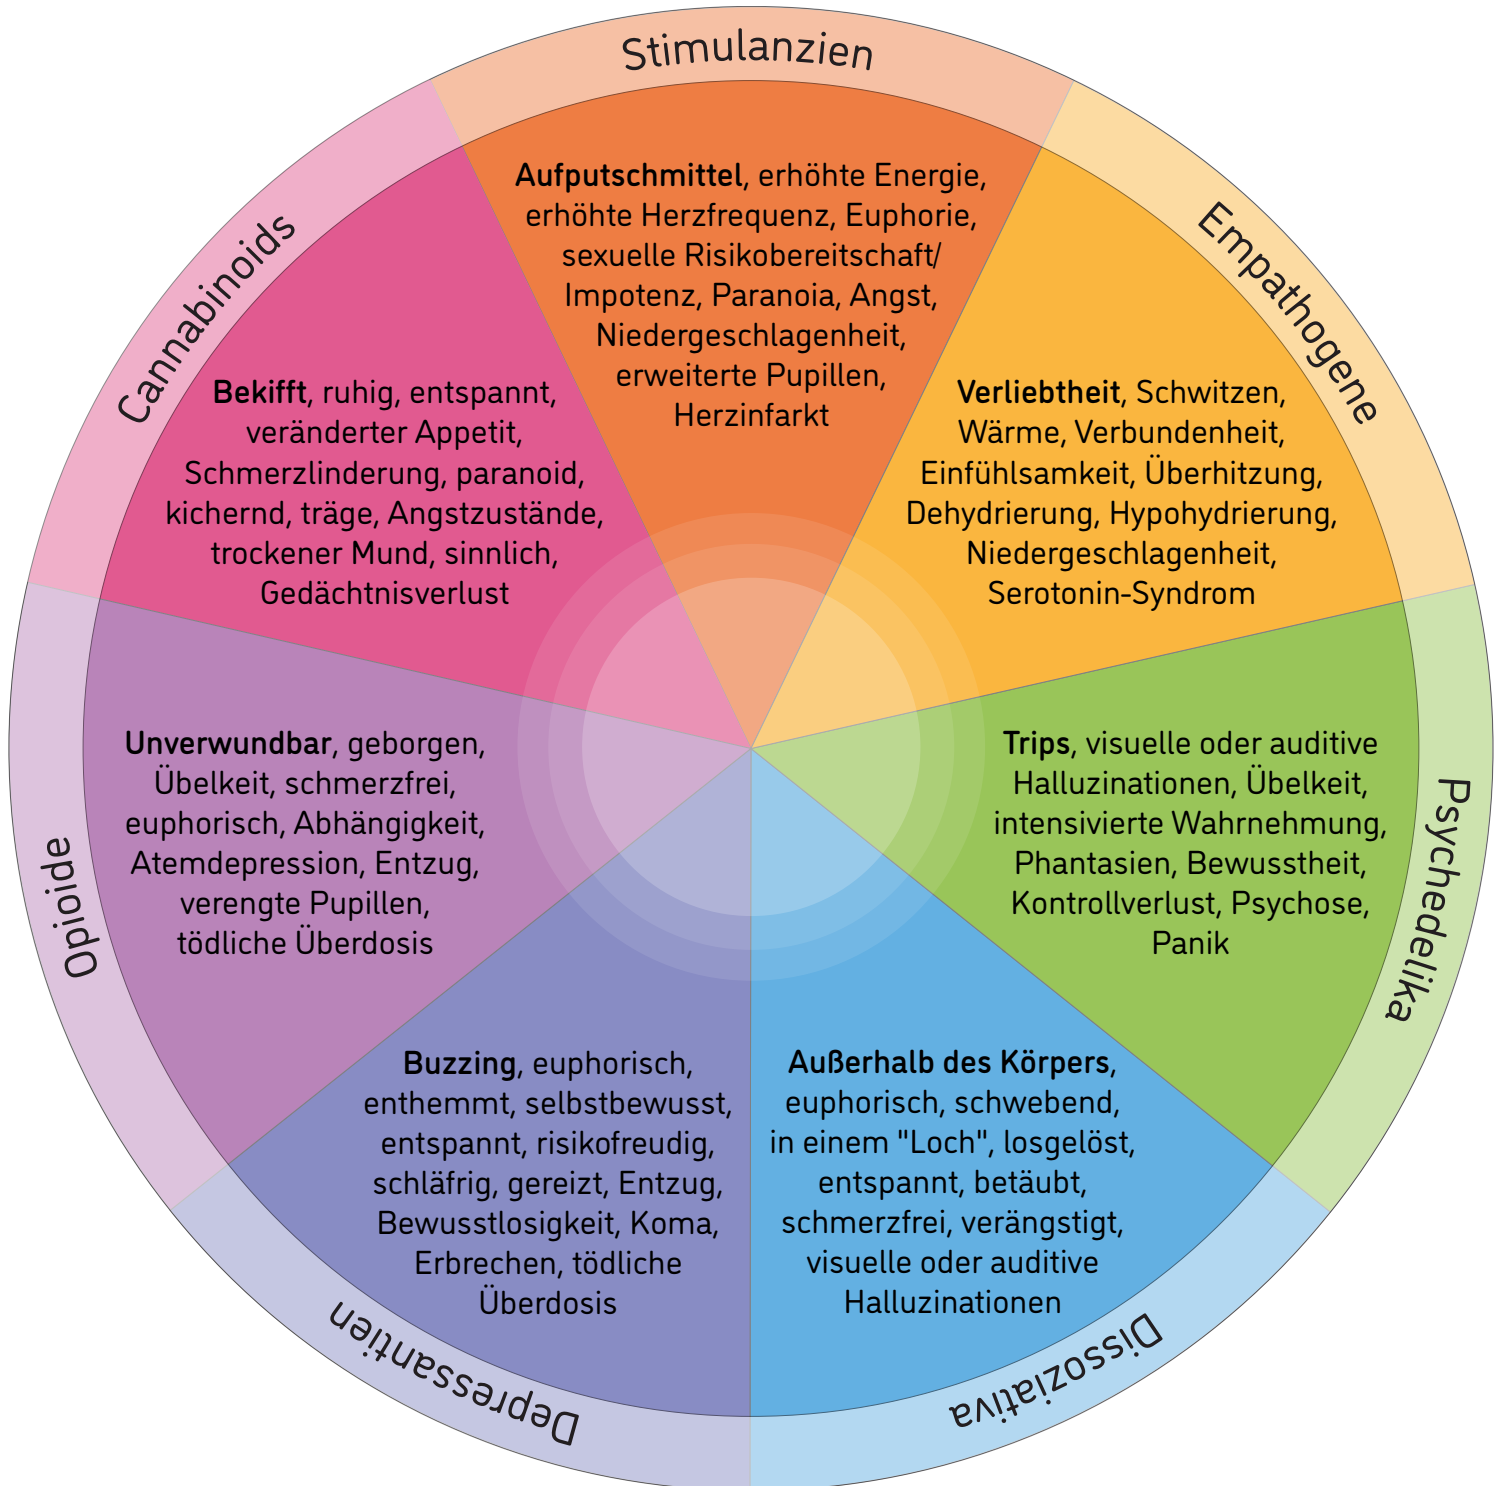 Stimulanzien
Aufputschmittel, erhöhte Energie,
erhöhte Herzfrequenz, Euphorie,
sexuelle Risikobereitschaft/
Impotenz, Paranoia, Angst,
Niedergeschlagenheit,
erweiterte Pupillen,
Herzinfarkt
Empathogene
Verliebtheit, Schwitzen,
Wärme, Verbundenheit,
Einfühlsamkeit, Überhitzung,
Dehydrierung, Hypohydrierung,
Niedergeschlagenheit,
Serotonin-Syndrom
Psychedelika
Trips, visuelle oder auditive
Halluzinationen, Übelkeit,
intensivierte Wahrnehmung,
Phantasien, Bewusstheit,
Kontrollverlust, Psychose,
Panik
Dissoziativa
Außerhalb des Körpers,
euphorisch, schwebend,
in einem "Loch", losgelöst,
entspannt, betäubt,
schmerzfrei, verängstigt,
visuelle oder auditive
Halluzinationen
Depressantien
Buzzing, euphorisch,
enthemmt, selbstbewusst,
entspannt, risikofreudig,
schläfrig, gereizt, Entzug,
Bewusstlosigkeit, Koma,
Erbrechen, tödliche
Überdosis
Opioide
Unverwundbar, geborgen,
Übelkeit, schmerzfrei,
euphorisch, Abhängigkeit,
Atemdepression, Entzug,
verengte Pupillen,
tödliche Überdosis
Cannabinoids
Bekifft, ruhig, entspannt,
veränderter Appetit,
Schmerzlinderung, paranoid,
kichernd, träge, Angstzustände,
trockener Mund, sinnlich,
Gedächtnisverlust